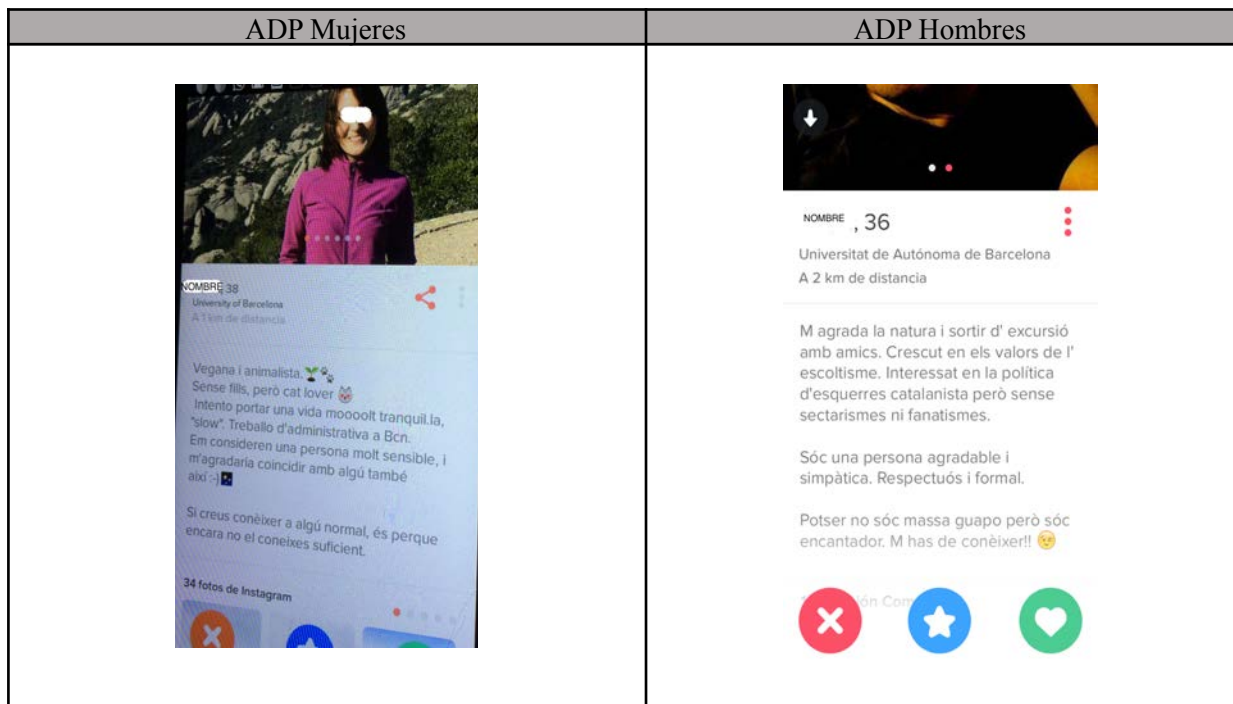 ADP Mujeres
ADP Hombres
NOMBRE, 38
University of Barcelona
A 1 km de distancia
Vegana i animalista.🌱🐾
Sense fills, però cat lover 🐱
Intento portar una vida moooolt tranquil.la,
"slow". Treballo d'administrativa a Bcn.
Em consideren una persona molt sensible, i
m'agradaria coincidir amb algú també
així :-)
Si creus conèixer a algú normal, és perque
encara no el coneixes suficient.
34 fotos de Instagram
NOMBRE , 36
Universitat de Autónoma de Barcelona
A 2 km de distancia
M agrada la natura i sortir d' excursió
amb amics. Crescut en els valors de l'
escoltisme. Interessat en la política
d'esquerres catalanista però sense
sectarismes ni fanatismes.
Sóc una persona agradable i
simpàtica. Respectuós i formal.
Potser no sóc massa guapo però sóc
encantador. M has de conèixer!! 😉